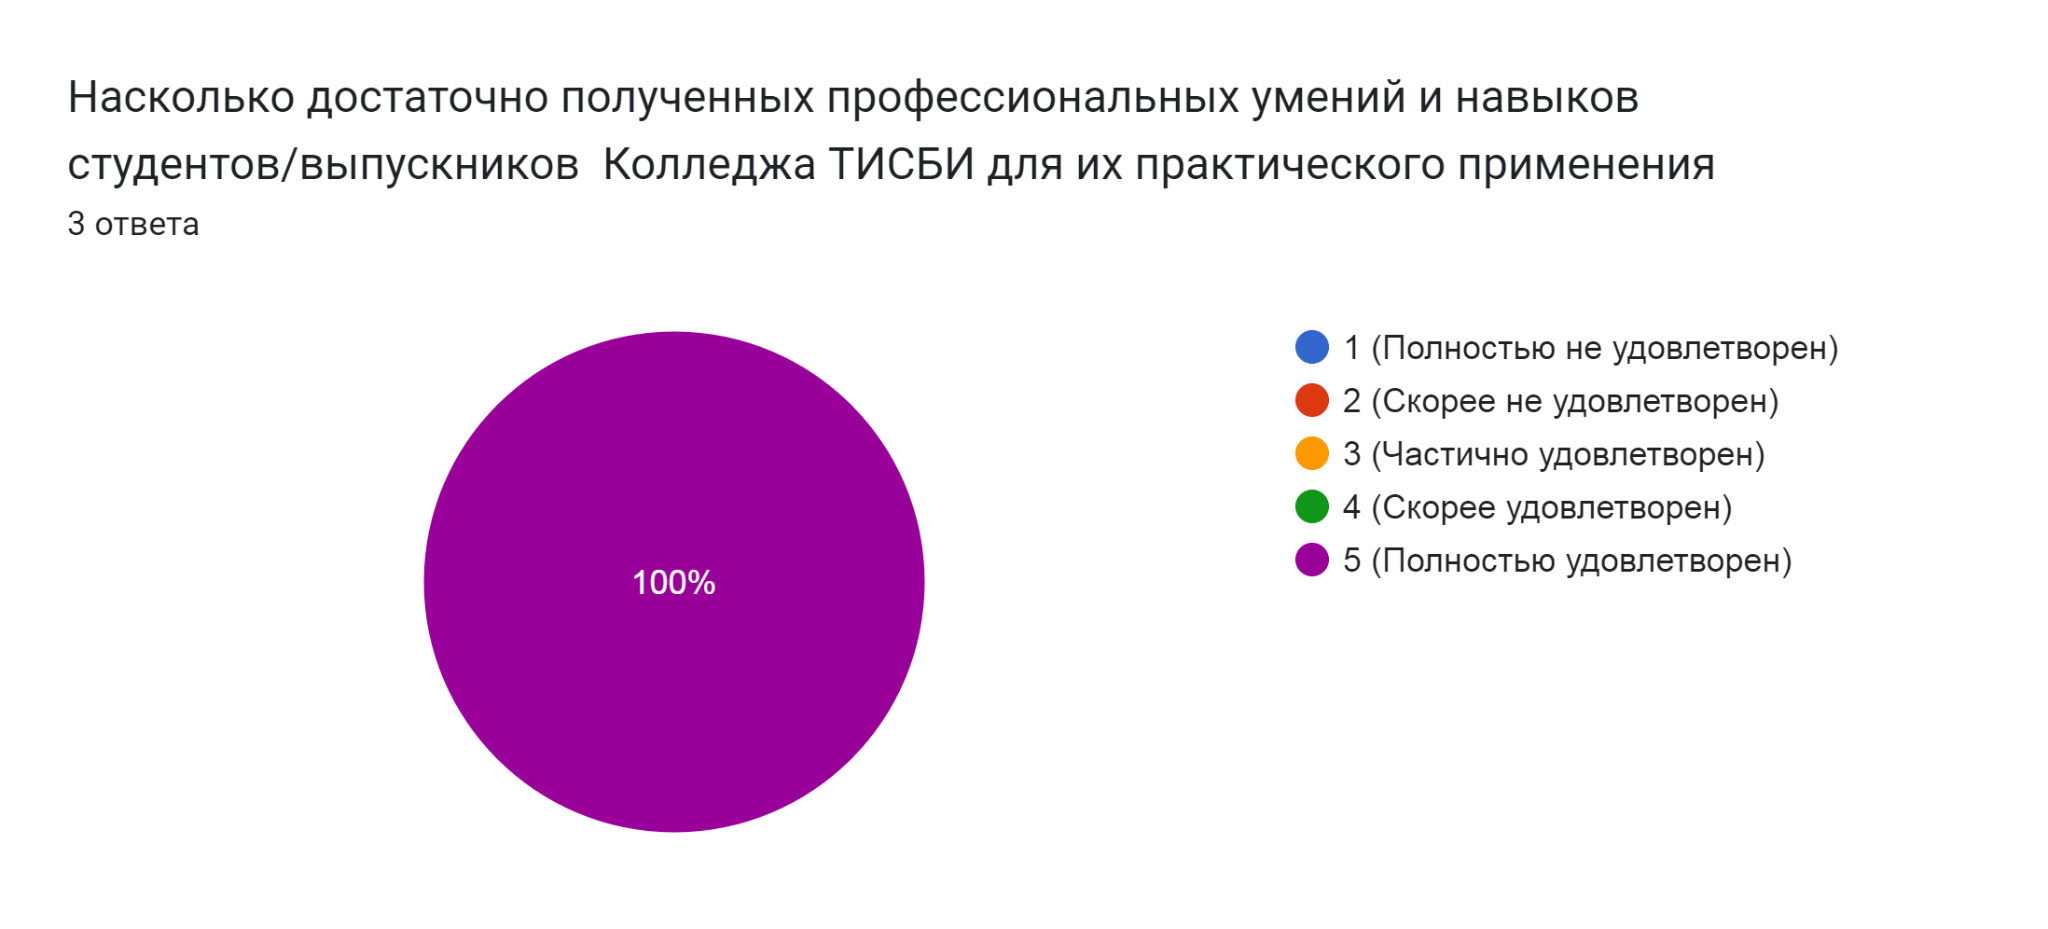 Насколько достаточно полученных профессиональных умений и навыков
студентов/выпускников  Колледжа ТИСБИ для их практического применения
3 ответа
100%
1 (Полностью не удовлетворен)
2 (Скорее не удовлетворен)
3 (Частично удовлетворен)
4 (Скорее удовлетворен)
5 (Полностью удовлетворен)